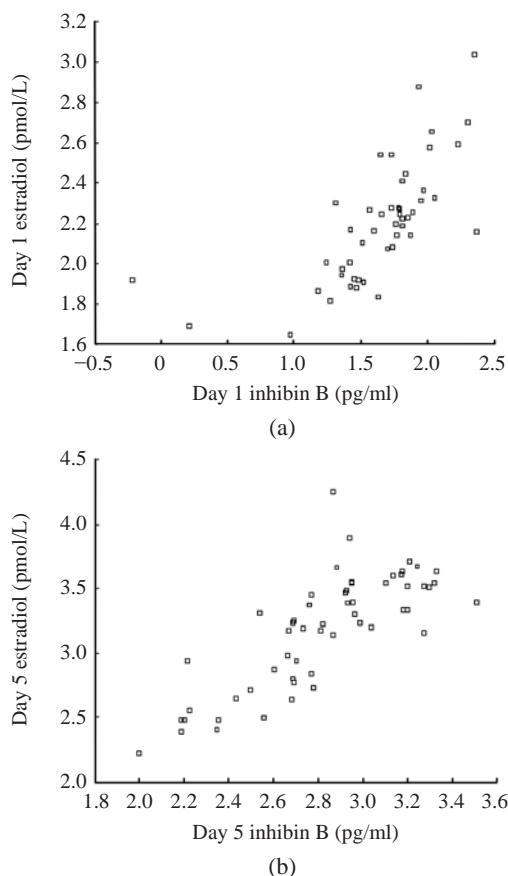 3.2
3.0
2.8
2.6
2.4
2.2
2.0
1.8
1.6
Day 1 estradiol (pmol/L)
−0.5 0 0.5 1.0 1.5 2.0 2.5
Day 1 inhibin B (pg/ml)
(a)
4.5
4.0
3.5
3.0
2.5
2.0
Day 5 estradiol (pmol/L)
1.8 2.0 2.2 2.4 2.6 2.8 3.0 3.2 3.4 3.6
Day 5 inhibin B (pg/ml)
(b)